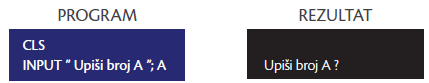 PROGRAM
REZULTAT
CLS
INPUT ” Upiši broj A ”; A
Upiši broj A ?